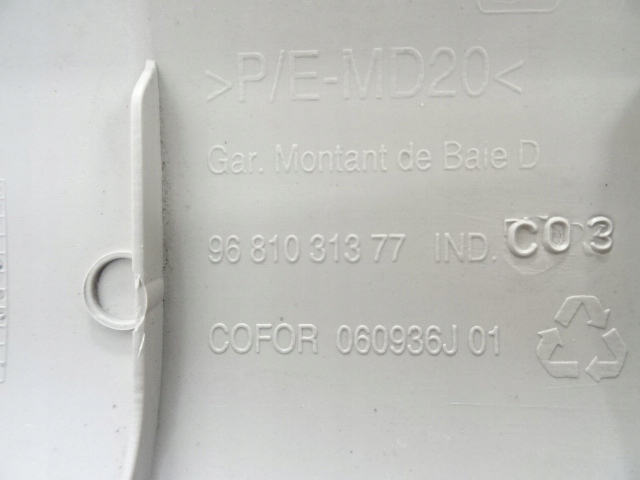 >P/E-MD20<
Gar. Montant de Baie D
96 810 313 77 IND. C03
COFOR 060936J 01